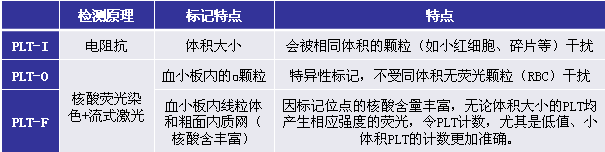 检测原理 标记特点 特点
PLT-I 电阻抗 体积大小 会被相同体积的颗粒（如小红细胞、碎片等）干扰
PLT-O 血小板内的α颗粒 特异性标记，不受同体积无荧光颗粒（RBC）干扰
核酸荧光染
色+流式激光
PLT-F 血小板内线粒体
和粗面内质网（
核酸含丰富）
因标记位点的核酸含量丰富，无论体积大小的PLT均
产生相应强度的荧光，令PLT计数，尤其是低值、小
体积PLT的计数更加准确。